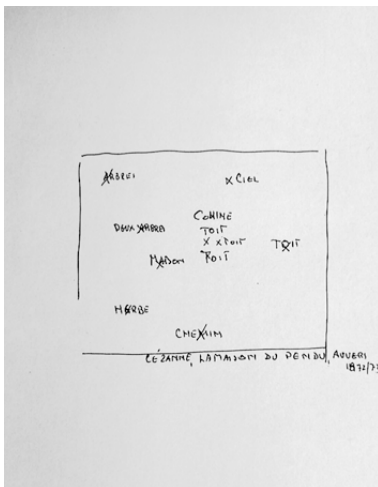 ARBRES
X CIEL
COLLINE
DEUX ARBRES TOIT
X X TOIT TOIT
MAISON TOIT
HERBE
CHEMIN
CÉZANNE, LA MAISON DU PENDU, AUVERS
1872/73